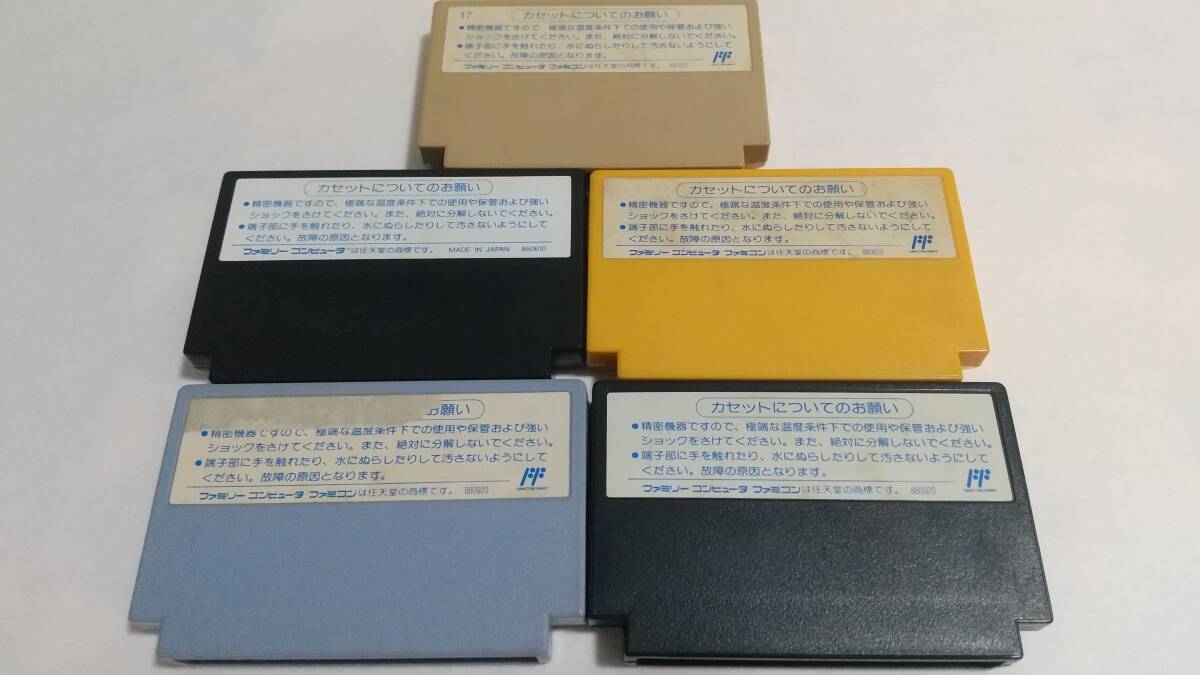 17
カセットについてのお願い
●精密機器ですので、極端な温度条件下での使用や保管および強い
ショックをさけてください。また、絶対に分解しないでください。
●端子部に手を触れたり、水にぬらしたりして汚さないようにして
ください。故障の原因となります。
ファミリー コンピュータ ファミコンは任天堂の商標です。
カセットについてのお願い
●精密機器ですので、極端な温度条件下での使用や保管および強い
ショックをさけてください。また、絶対に分解しないでください。
●端子部に手を触れたり、水にぬらしたりして汚さないようにして
ください。故障の原因となります。
ファミリー コンピュータは任天堂の商標です。 MADE IN JAPAN 850610
カセットについてのお願い
●精密機器ですので、極端な温度条件下での使用や保管および強い
ショックをさけてください。また、絶対に分解しないでください。
●端子部に手を触れたり、水にぬらしたりして汚さないようにして
ください。故障の原因となります。
ファミリー コンピュータ ファミコンは任天堂の商標です。 880920
お願い
●精密機器ですので、極端な温度条件下での使用や保管および強い
ショックをさけてください。また、絶対に分解しないでください。
●端子部に手を触れたり、水にぬらしたりして汚さないようにして
ください。故障の原因となります。
ファミリー コンピュータ ファミコンは任天堂の商標です。 880920
カセットについてのお願い
●精密機器ですので、極端な温度条件下での使用や保管および強い
ショックをさけてください。また、絶対に分解しないでください。
●端子部に手を触れたり、水にぬらしたりして汚さないようにして
ください。故障の原因となります。
ファミリー コンピュータ・ファミコンは任天堂の商標です。 880920